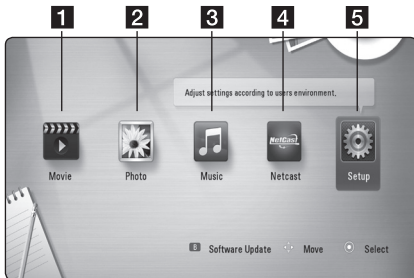 1 2 3 4 5
Adjust settings according to users environment.
NetCast
Movie Photo Music Netcast Setup
Software Update Move Select